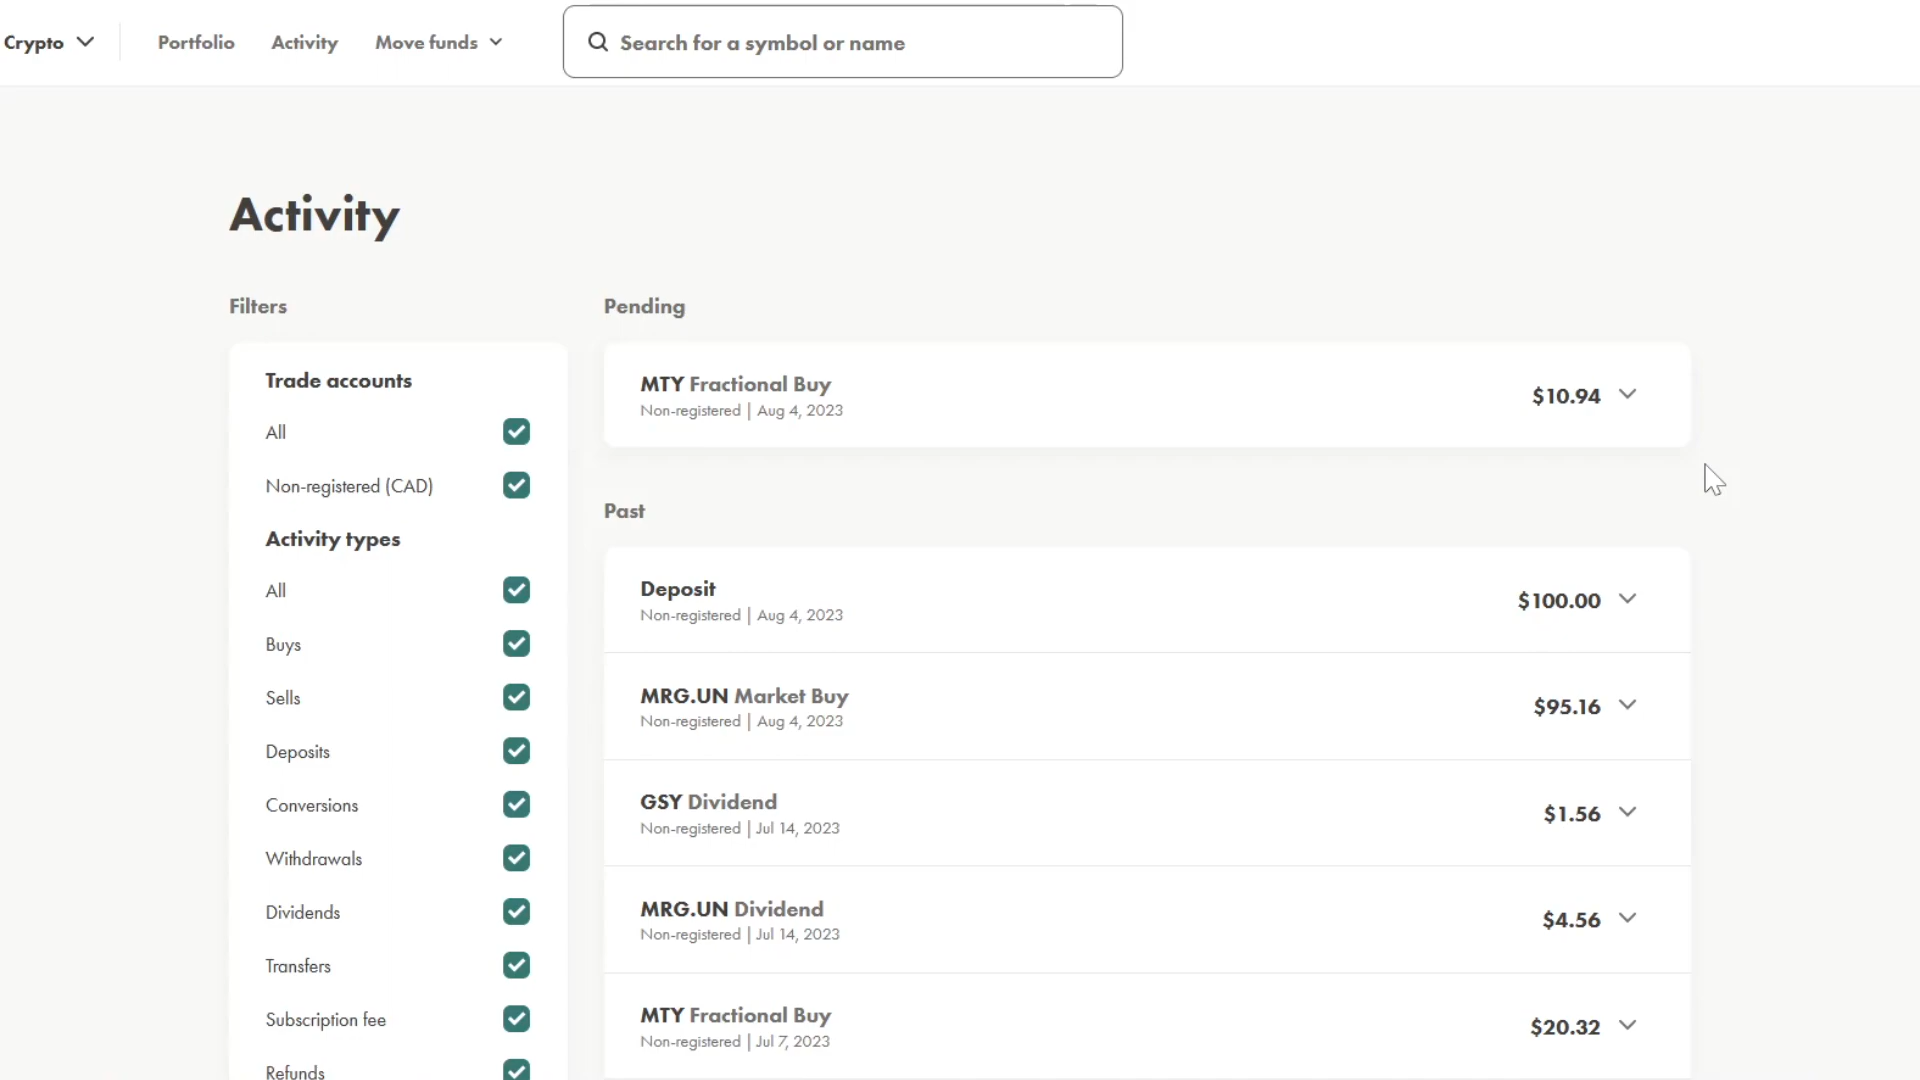 Crypto
Portfolio
Activity
Move funds
Search for a symbol or name
Activity
Filters
Trade accounts
All
Non-registered (CAD)
Activity types
All
Buys
Sells
Deposits
Conversions
Withdrawals
Dividends
Transfers
Subscription fee
Refunds
Pending
MTY Fractional Buy
Non-registered | Aug 4, 2023
$10.94
Past
Deposit
Non-registered | Aug 4, 2023
$100.00
MRG.UN Market Buy
Non-registered | Aug 4, 2023
$95.16
GSY Dividend
Non-registered | Jul 14, 2023
$1.56
MRG.UN Dividend
Non-registered | Jul 14, 2023
$4.56
MTY Fractional Buy
Non-registered | Jul 7, 2023
$20.32